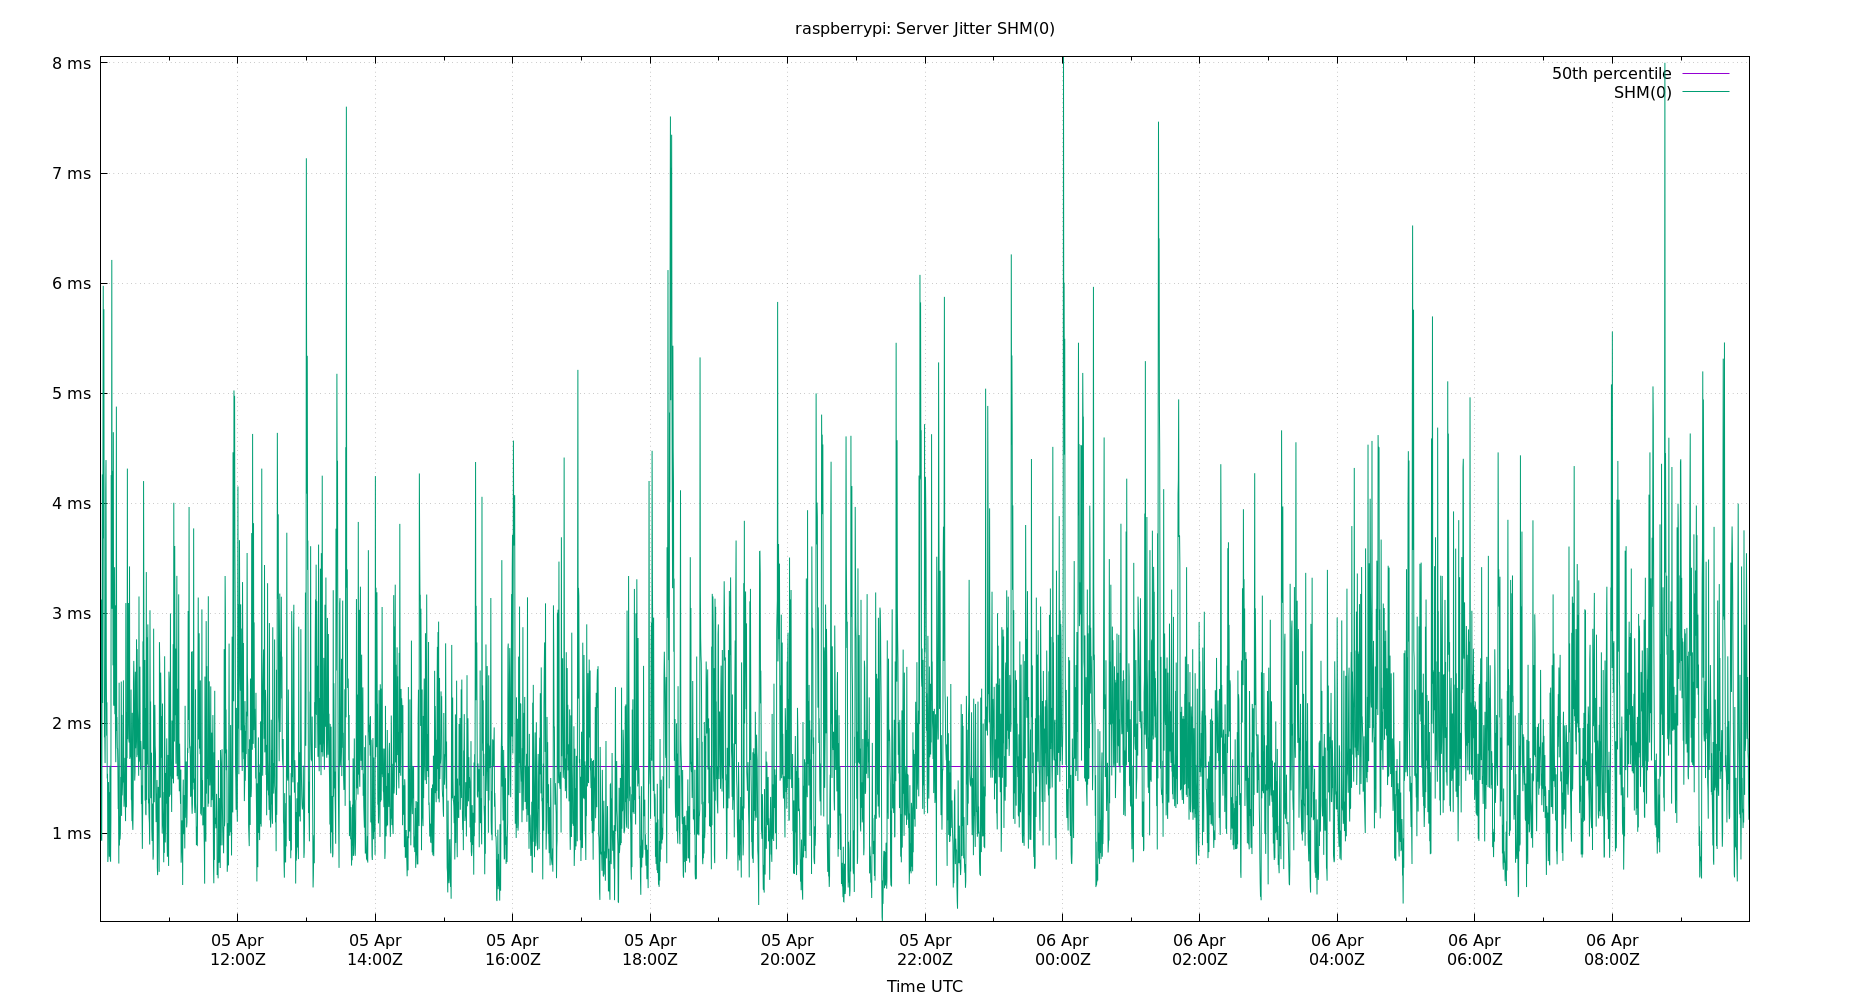 raspberrypi: Server Jitter SHM(0)
8 ms
7 ms
6 ms
5 ms
4 ms
3 ms
2 ms
1 ms
50th percentile
SHM(0)
05 Apr 05 Apr 05 Apr 05 Apr 05 Apr 05 Apr 06 Apr 06 Apr 06 Apr 06 Apr 06 Apr
12:00Z 14:00Z 16:00Z 18:00Z 20:00Z 22:00Z 00:00Z 02:00Z 04:00Z 06:00Z 08:00Z
Time UTC